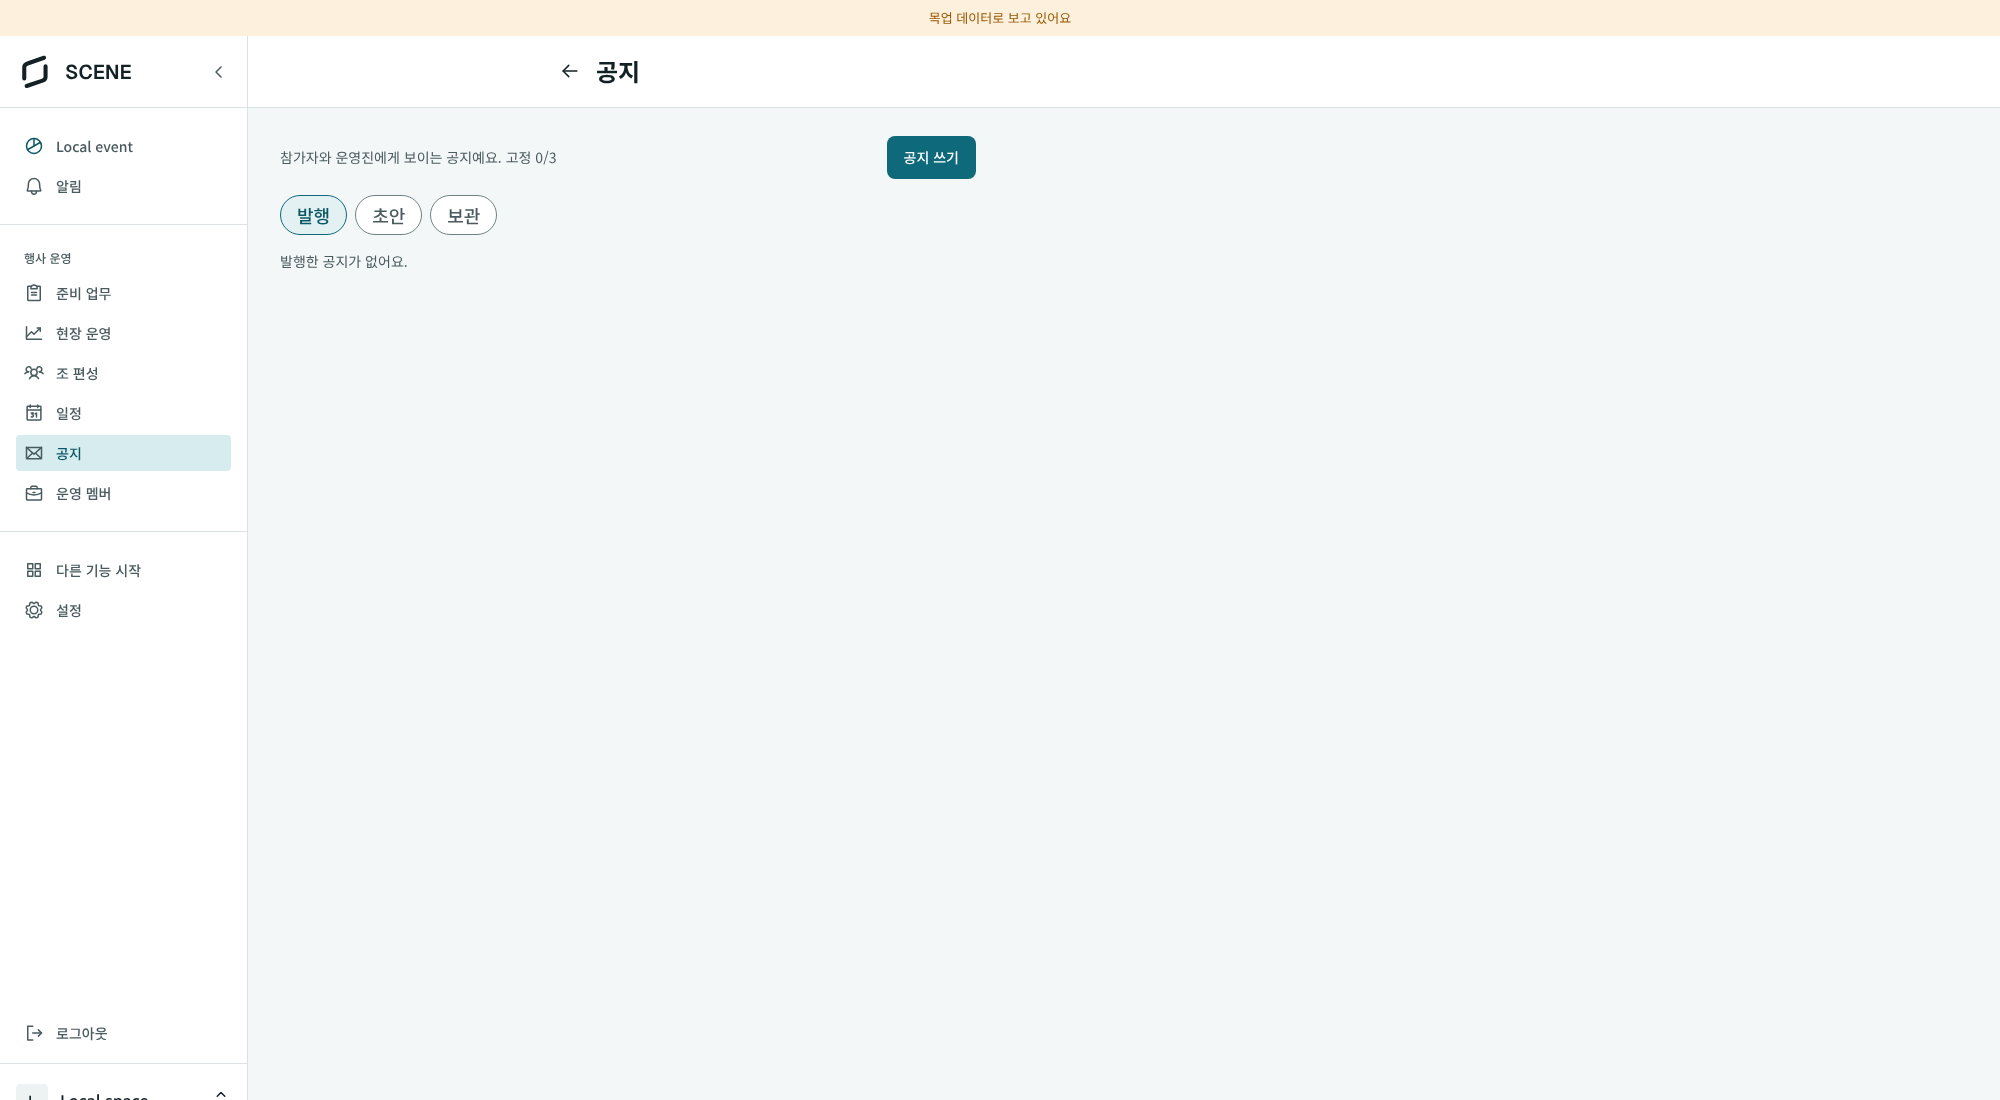 목업 데이터로 보고 있어요
SCENE
공지
Local event
알림
행사 운영
준비 업무
현장 운영
조 편성
일정
공지
운영 멤버
다른 기능 시작
설정
로그아웃
Local space
참가자와 운영진에게 보이는 공지예요. 고정 0/3
공지 쓰기
발행
초안
보관
발행한 공지가 없어요.